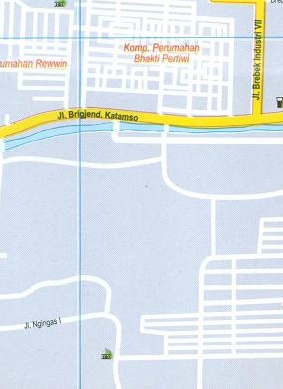 Komp. Perumahan
Bhakti Pertiwi
umahan Rewwin
Jl. Brebek Industri VII
Jl. Brigjend. Katamso
Jl. Ngingas I